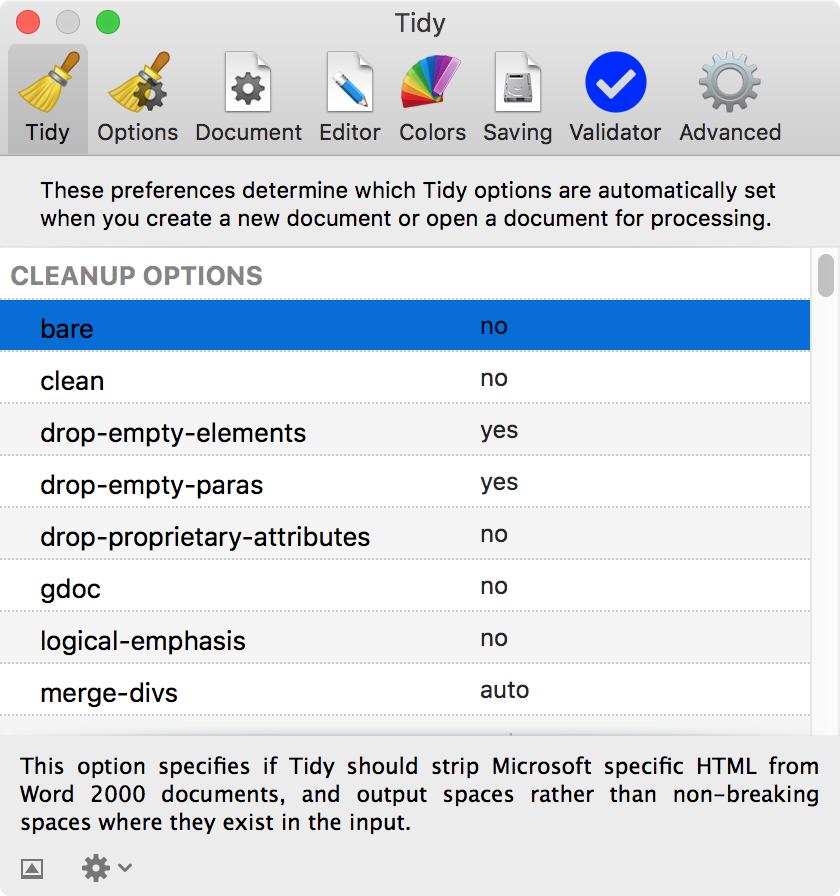 Tidy
Tidy Options Document Editor Colors Saving Validator Advanced
These preferences determine which Tidy options are automatically set
when you create a new document or open a document for processing.
CLEANUP OPTIONS
bare no
clean no
drop-empty-elements yes
drop-empty-paras yes
drop-proprietary-attributes no
gdoc no
logical-emphasis no
merge-divs auto
This option specifies if Tidy should strip Microsoft specific HTML from
Word 2000 documents, and output spaces rather than non-breaking
spaces where they exist in the input.